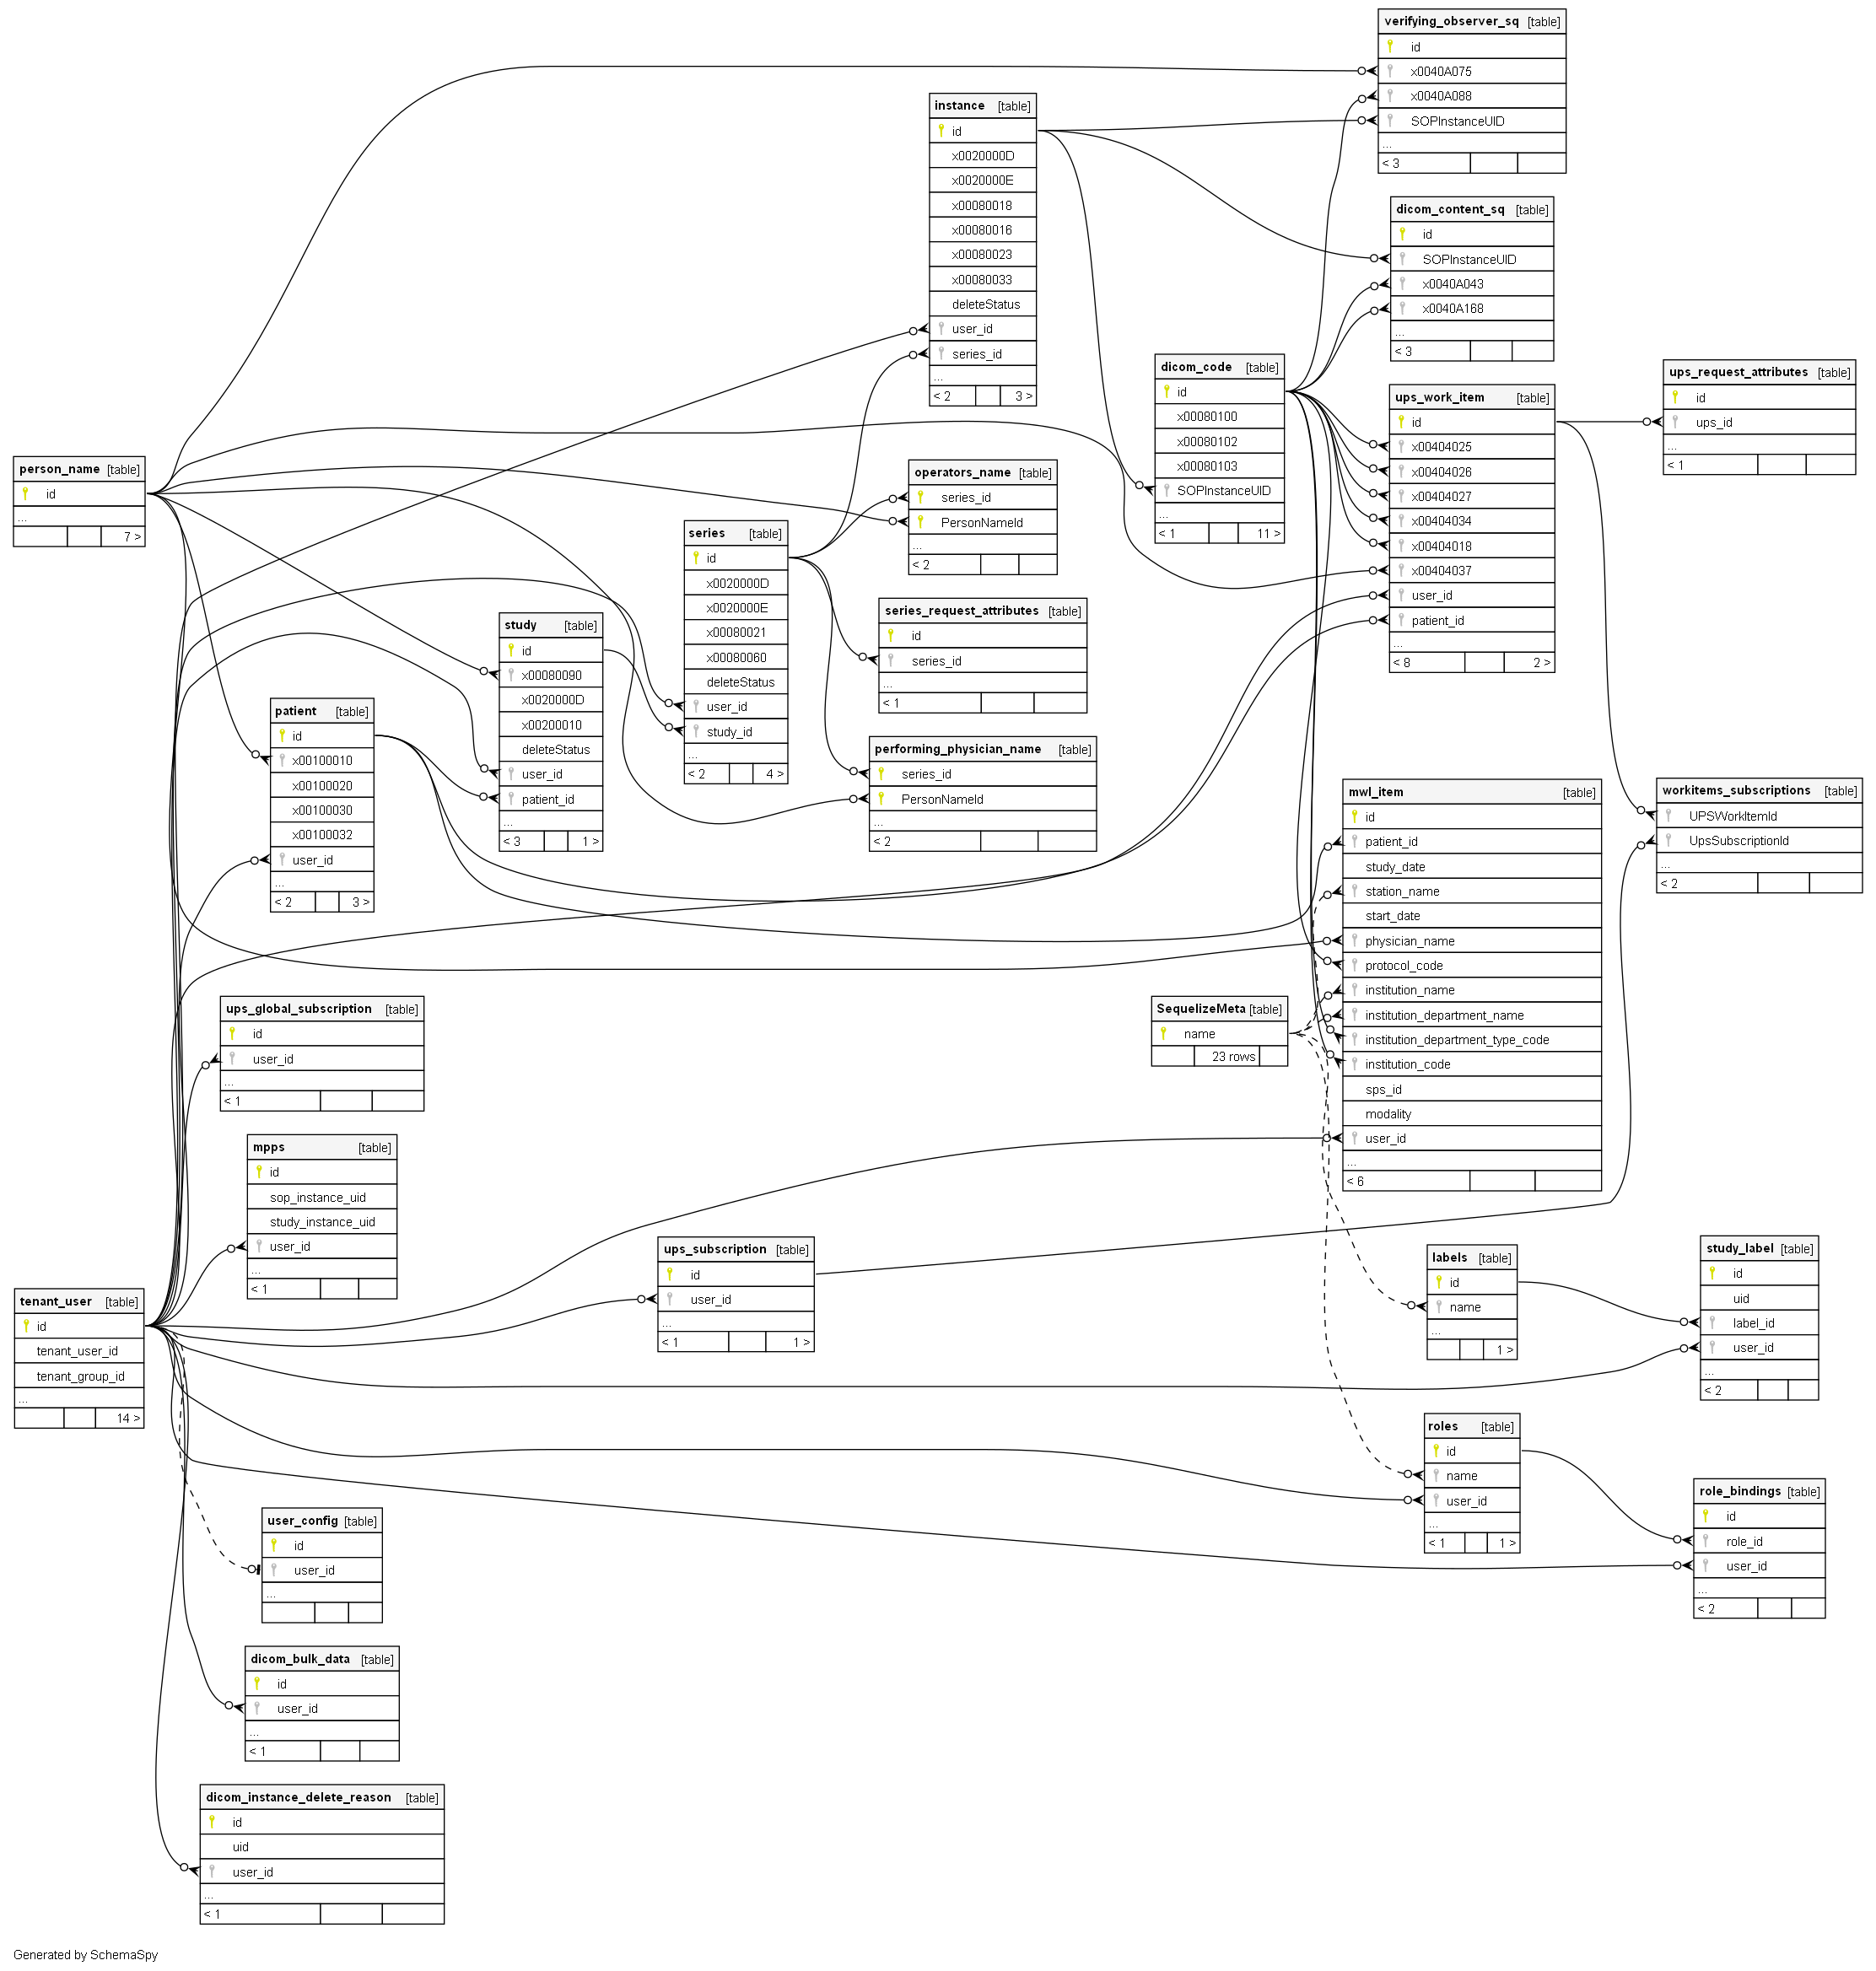 verifying_observer_sq [table]
id
x0040A075
x0040A088
SOPInstanceUID
...
< 3
instance [table]
id
x0020000D
x0020000E
x00080018
x00080016
x00080023
x00080033
deleteStatus
user_id
series_id
...
< 2 3 >
dicom_content_sq [table]
id
SOPInstanceUID
x0040A043
x0040A168
...
< 3
dicom_code [table]
id
x00080100
x00080102
x00080103
SOPInstanceUID
...
< 1 11 >
ups_request_attributes [table]
id
ups_id
...
< 1
ups_work_item [table]
id
x00404025
x00404026
x00404027
x00404034
x00404018
x00404037
user_id
patient_id
...
< 8 2 >
person_name [table]
id
...
7 >
operators_name [table]
series_id
PersonNameId
...
< 2
series [table]
id
x0020000D
x0020000E
x00080021
x00080060
deleteStatus
user_id
study_id
...
< 2 4 >
series_request_attributes [table]
id
series_id
...
< 1
study [table]
id
x00080090
x0020000D
x00200010
deleteStatus
user_id
patient_id
...
< 3 1 >
patient [table]
id
x00100010
x00100020
x00100030
x00100032
user_id
...
< 2 3 >
performing_physician_name [table]
series_id
PersonNameId
...
< 2
mwl_item [table]
id
patient_id
study_date
station_name
start_date
physician_name
protocol_code
institution_name
institution_department_name
institution_department_type_code
institution_code
sps_id
modality
user_id
...
< 6
workitems_subscriptions [table]
UPSWorkItemId
UpsSubscriptionId
...
< 2
ups_global_subscription [table]
id
user_id
...
< 1
SequelizeMeta [table]
name
23 rows
mpps [table]
id
sop_instance_uid
study_instance_uid
user_id
...
< 1
ups_subscription [table]
id
user_id
...
< 1 1 >
labels [table]
id
name
...
1 >
study_label [table]
id
uid
label_id
user_id
...
< 2
tenant_user [table]
id
tenant_user_id
tenant_group_id
...
14 >
roles [table]
id
name
user_id
...
< 1 1 >
role_bindings [table]
id
role_id
user_id
...
< 2
user_config [table]
id
user_id
...
dicom_bulk_data [table]
id
user_id
...
< 1
dicom_instance_delete_reason [table]
id
uid
user_id
...
< 1
Generated by SchemaSpy